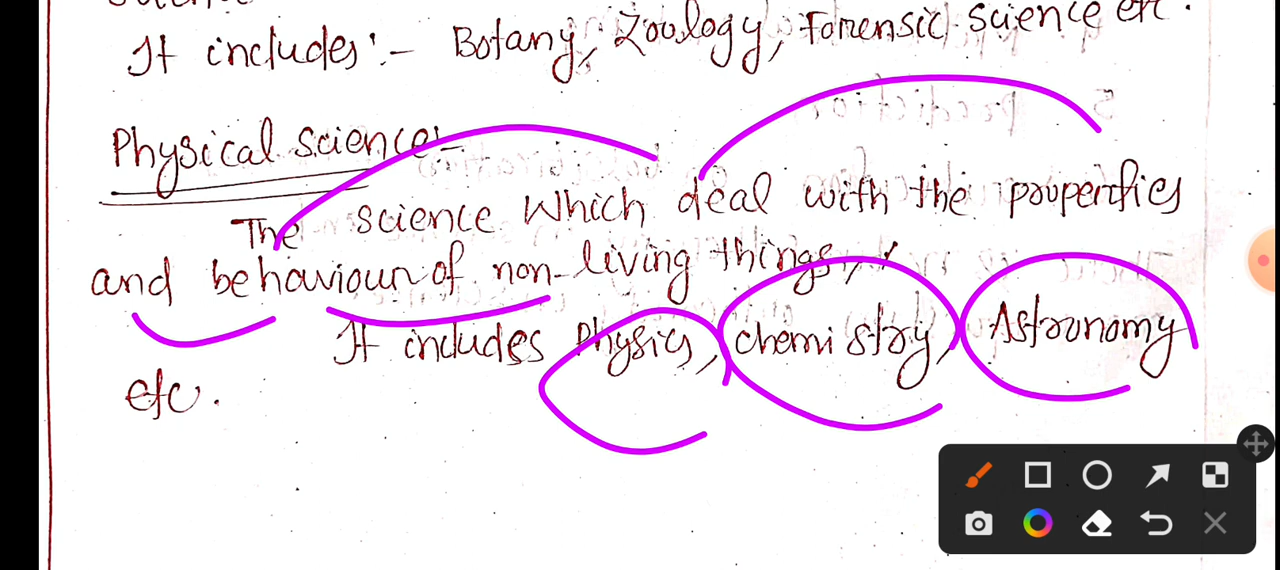 It includes:- Botany, Zoology, Forensic science etc.
Physical science:-
The science which deal with the properties
and behaviour of non-living things,
It includes Physics, chemistry, Astronomy
etc.